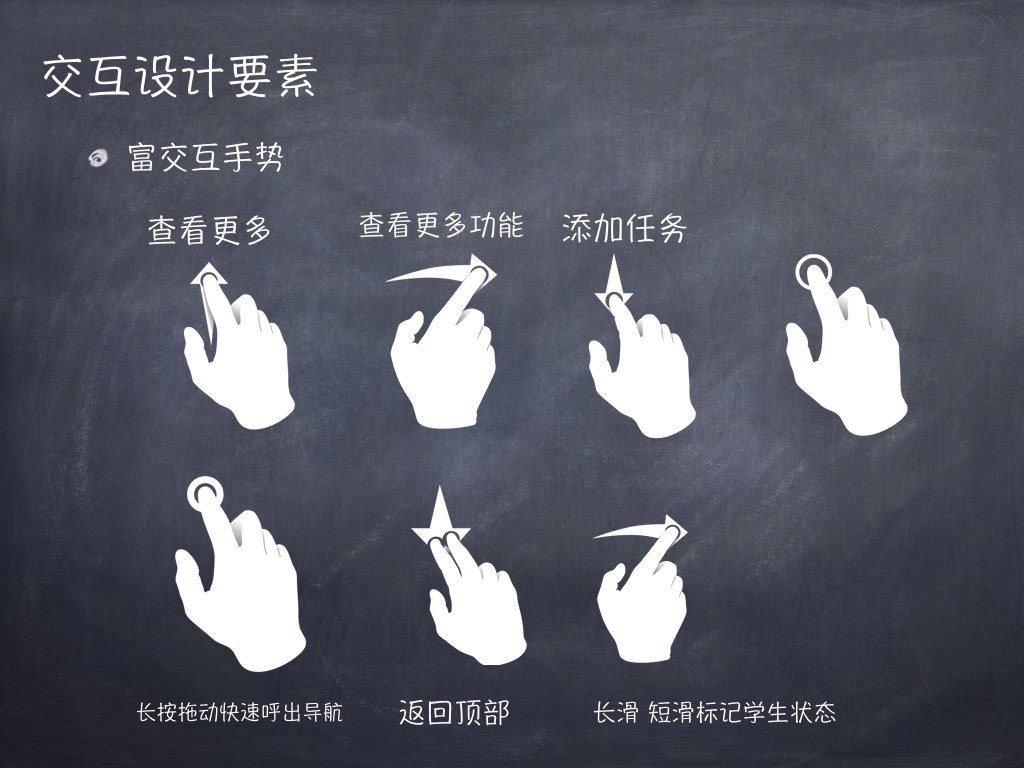 交互设计要素
富交互手势
查看更多
查看更多功能
添加任务
长按拖动快速呼出导航
返回顶部
长滑 短滑标记学生状态